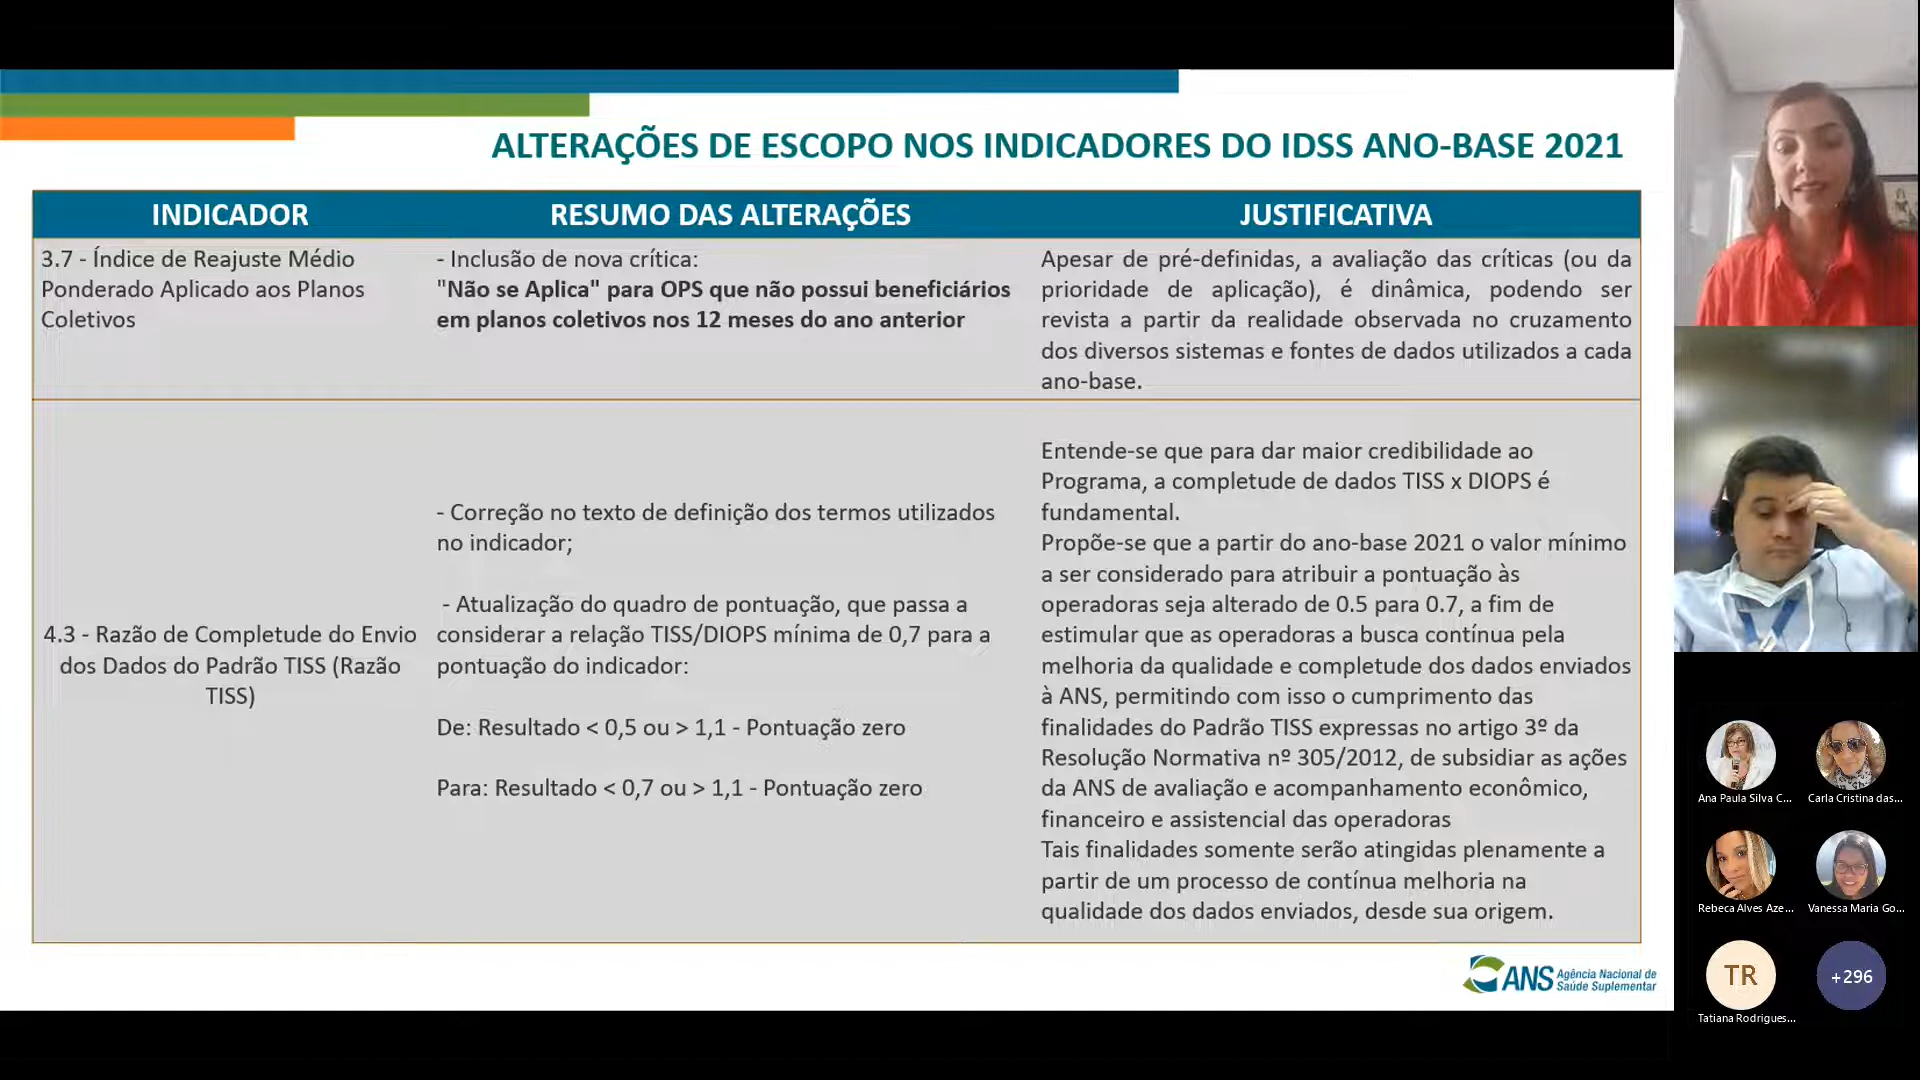 ALTERAÇÕES DE ESCOPO NOS INDICADORES DO IDSS ANO-BASE 2021
INDICADOR
RESUMO DAS ALTERAÇÕES
JUSTIFICATIVA
3.7 - Índice de Reajuste Médio
Ponderado Aplicado aos Planos
Coletivos
- Inclusão de nova crítica:
"Não se Aplica" para OPS que não possui beneficiários
em planos coletivos nos 12 meses do ano anterior
Apesar de pré-definidas, a avaliação das críticas (ou da
prioridade de aplicação), é dinâmica, podendo ser
revista a partir da realidade observada no cruzamento
dos diversos sistemas e fontes de dados utilizados a cada
ano-base.
4.3 - Razão de Completude do Envio
dos Dados do Padrão TISS (Razão
TISS)
- Correção no texto de definição dos termos utilizados
no indicador;
- Atualização do quadro de pontuação, que passa a
considerar a relação TISS/DIOPS mínima de 0,7 para a
pontuação do indicador:
De: Resultado < 0,5 ou > 1,1 - Pontuação zero
Para: Resultado < 0,7 ou > 1,1 - Pontuação zero
Entende-se que para dar maior credibilidade ao
Programa, a completude de dados TISS x DIOPS é
fundamental.
Propõe-se que a partir do ano-base 2021 o valor mínimo
a ser considerado para atribuir a pontuação às
operadoras seja alterado de 0.5 para 0.7, a fim de
estimular que as operadoras a busca contínua pela
melhoria da qualidade e completude dos dados enviados
à ANS, permitindo com isso o cumprimento das
finalidades do Padrão TISS expressas no artigo 3º da
Resolução Normativa nº 305/2012, de subsidiar as ações
da ANS de avaliação e acompanhamento econômico,
financeiro e assistencial das operadoras
Tais finalidades somente serão atingidas plenamente a
partir de um processo de contínua melhoria na
qualidade dos dados enviados, desde sua origem.
ANS Agência Nacional de
Saúde Suplementar
Ana Paula Silva C...
Carla Cristina das...
Rebeca Alves Aze...
Vanessa Maria Go...
TR
+296
Tatiana Rodrigues...